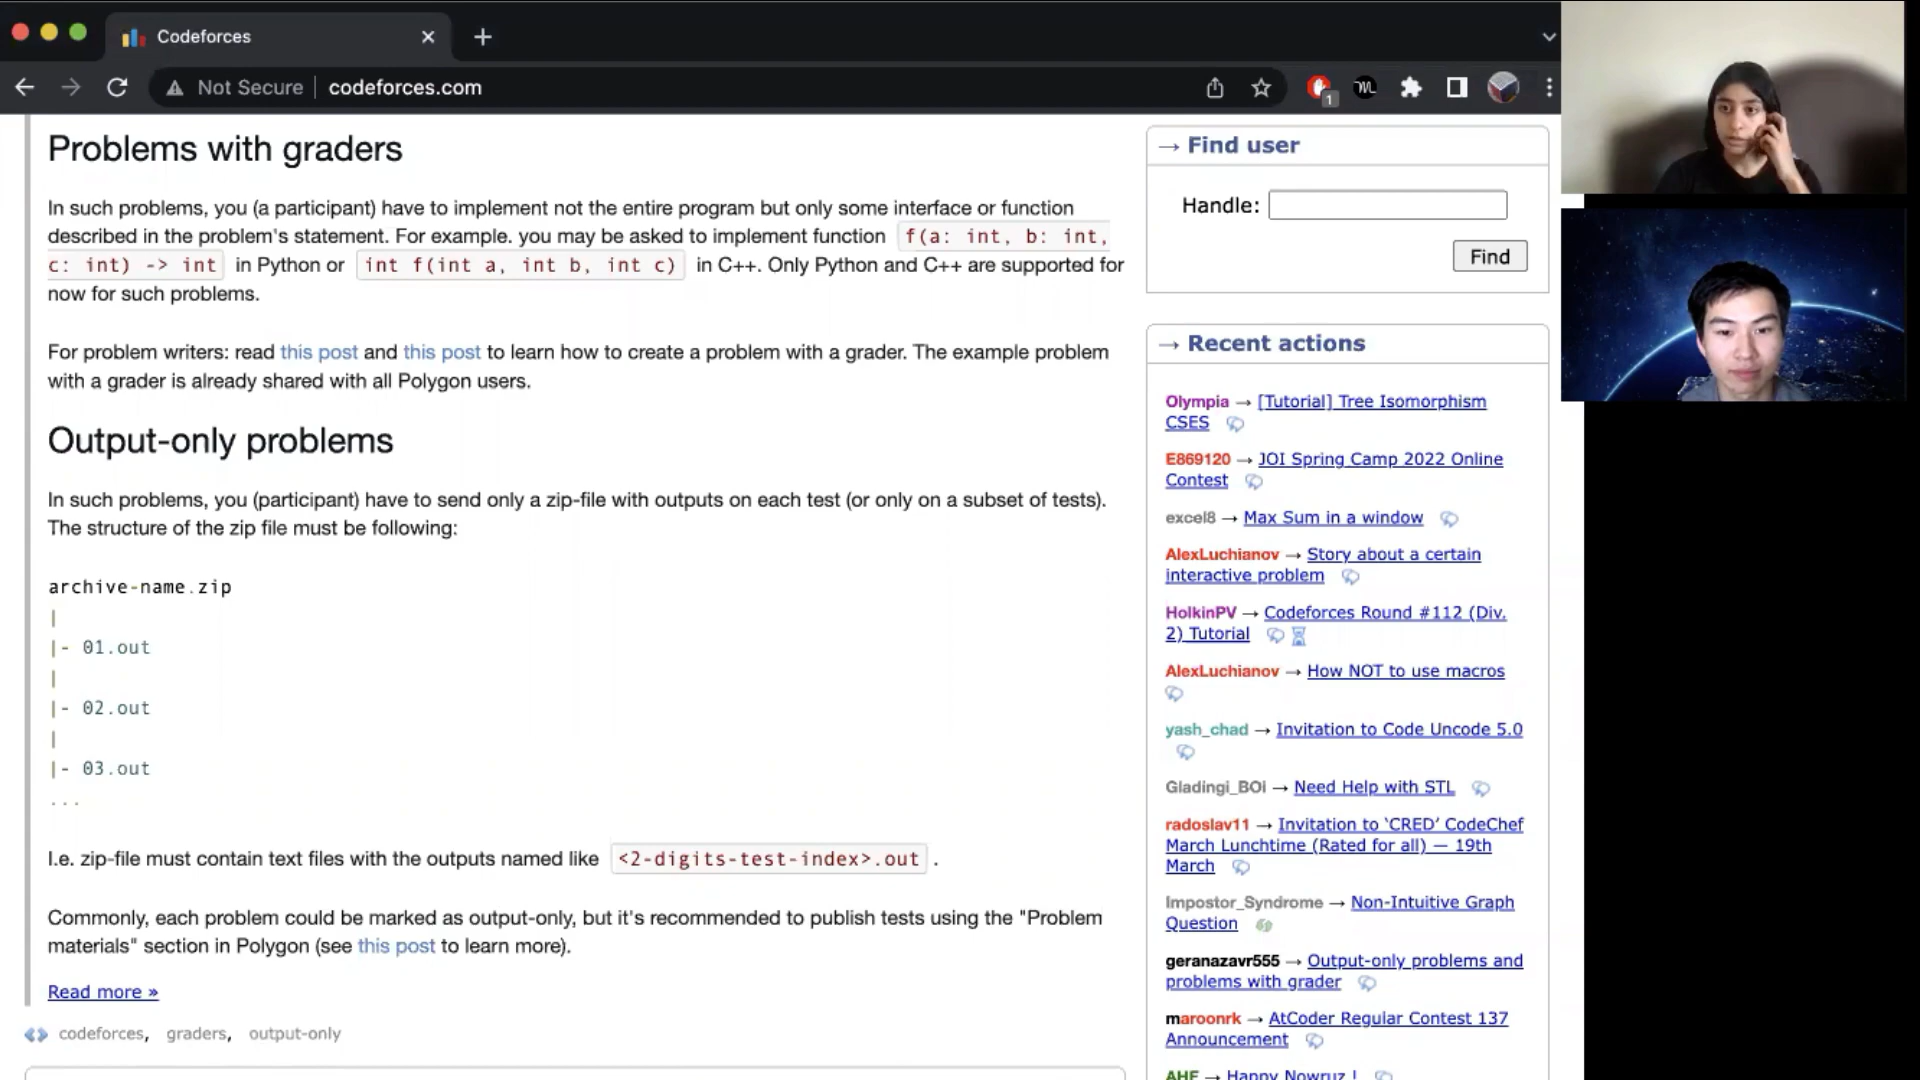 Codeforces
Not Secure
codeforces.com
1
Problems with graders
In such problems, you (a participant) have to implement not the entire program but only some interface or function
described in the problem's statement. For example. you may be asked to implement function f(a: int, b: int,
c: int) -> int in Python or int f(int a, int b, int c) in C++. Only Python and C++ are supported for
now for such problems.
For problem writers: read this post and this post to learn how to create a problem with a grader. The example problem
with a grader is already shared with all Polygon users.
Output-only problems
In such problems, you (participant) have to send only a zip-file with outputs on each test (or only on a subset of tests).
The structure of the zip file must be following:
archive-name.zip
|
|- 01.out
|
|- 02.out
|
|- 03.out
...
I.e. zip-file must contain text files with the outputs named like <2-digits-test-index>.out .
Commonly, each problem could be marked as output-only, but it's recommended to publish tests using the "Problem
materials" section in Polygon (see this post to learn more).
Read more »
codeforces, graders, output-only
→ Find user
Handle:
Find
→ Recent actions
Olympia → [Tutorial] Tree Isomorphism
CSES
E869120 → JOI Spring Camp 2022 Online
Contest
excel8 → Max Sum in a window
AlexLuchianov → Story about a certain
interactive problem
HolkinPV → Codeforces Round #112 (Div.
2) Tutorial
AlexLuchianov → How NOT to use macros
yash_chad → Invitation to Code Uncode 5.0
Gladingi_BOi → Need Help with STL
radoslav11 → Invitation to ‘CRED’ CodeChef
March Lunchtime (Rated for all) — 19th
March
Impostor_Syndrome → Non-Intuitive Graph
Question
geranazavr555 → Output-only problems and
problems with grader
maroonrk → AtCoder Regular Contest 137
Announcement
AHF → Happy Nowruz !